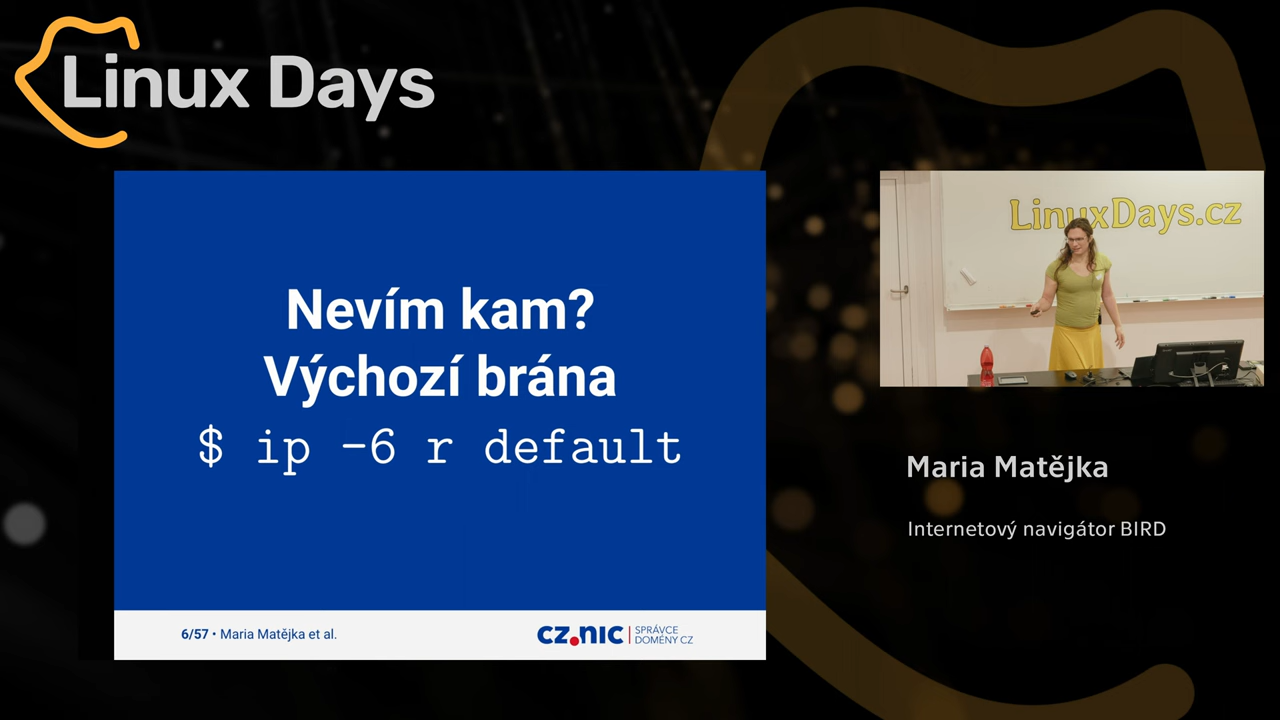 Linux Days
Nevím kam?
Výchozí brána
$ ip -6 r default
6/57 • Maria Matějka et al.
CZ.NIC | SPRÁVCE
DOMÉNY CZ
LinuxDays.cz
Maria Matějka
Internetový navigátor BIRD